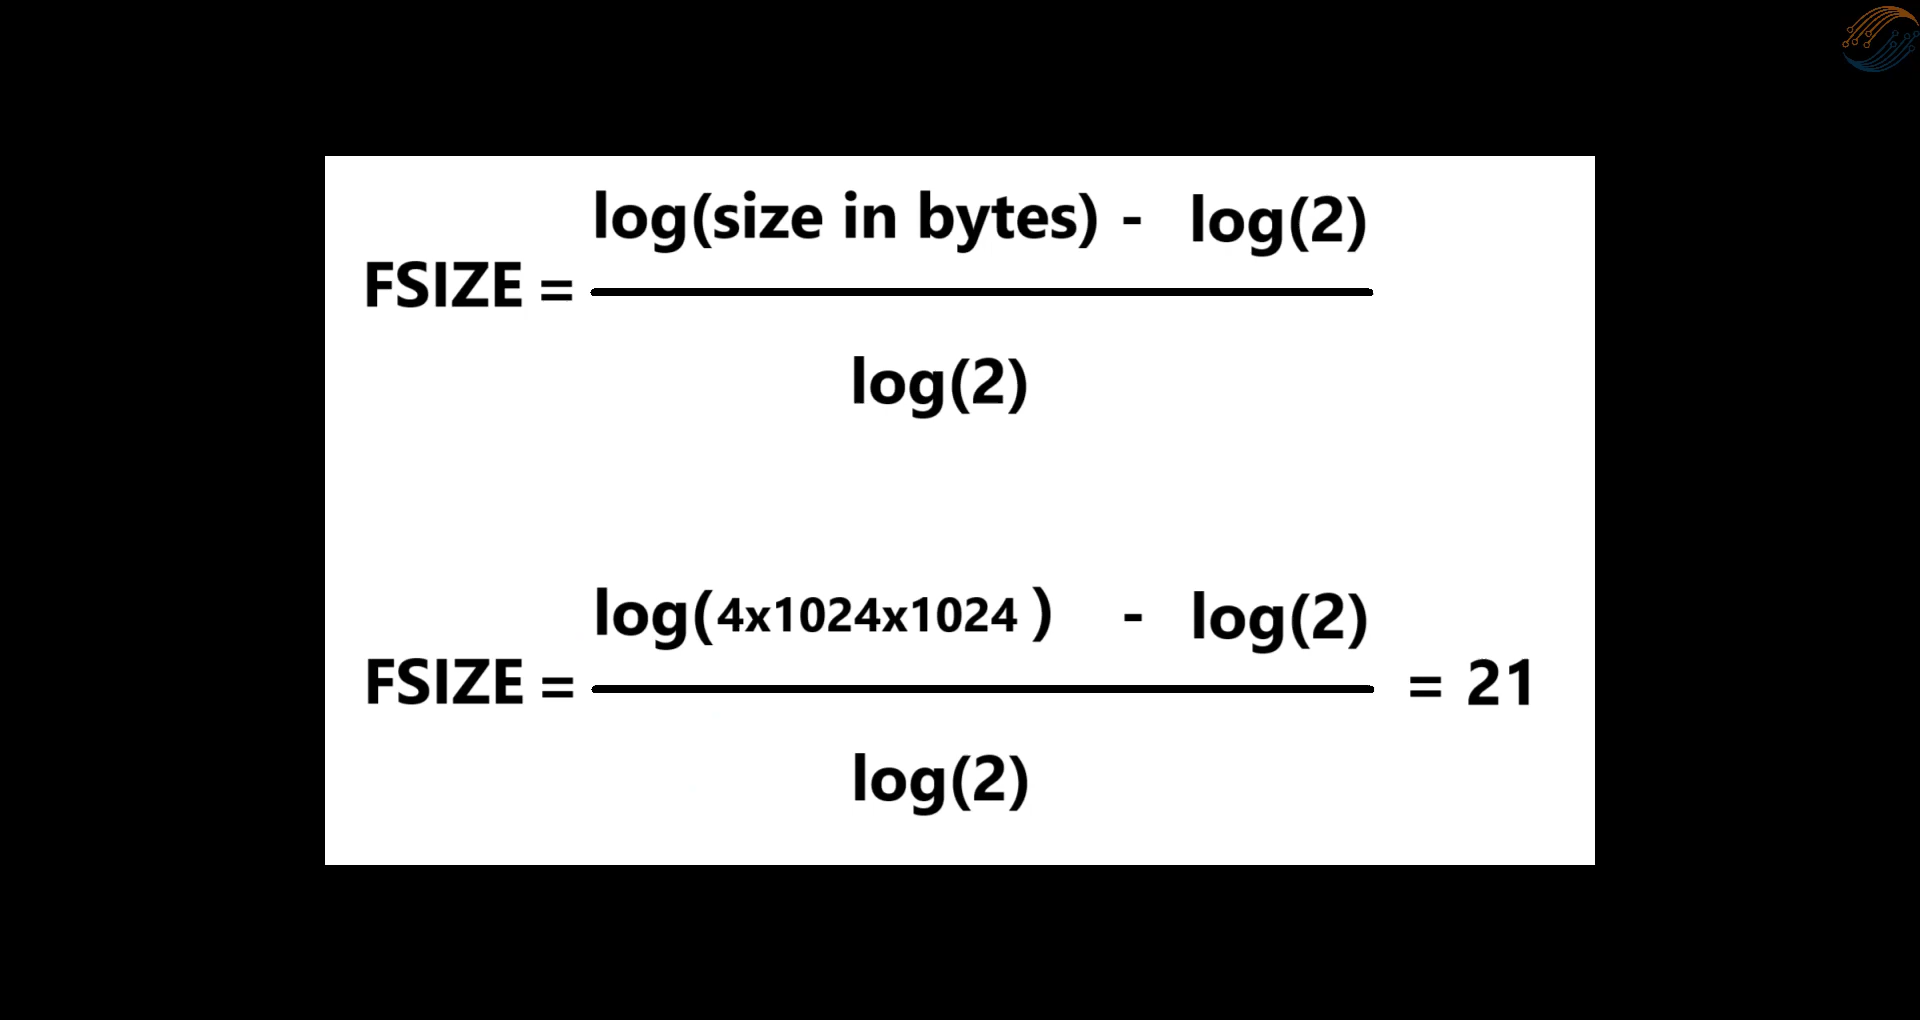 log(size in bytes) - log(2)
FSIZE =
log(2)
log(4x1024x1024 ) - log(2)
FSIZE = = 21
log(2)